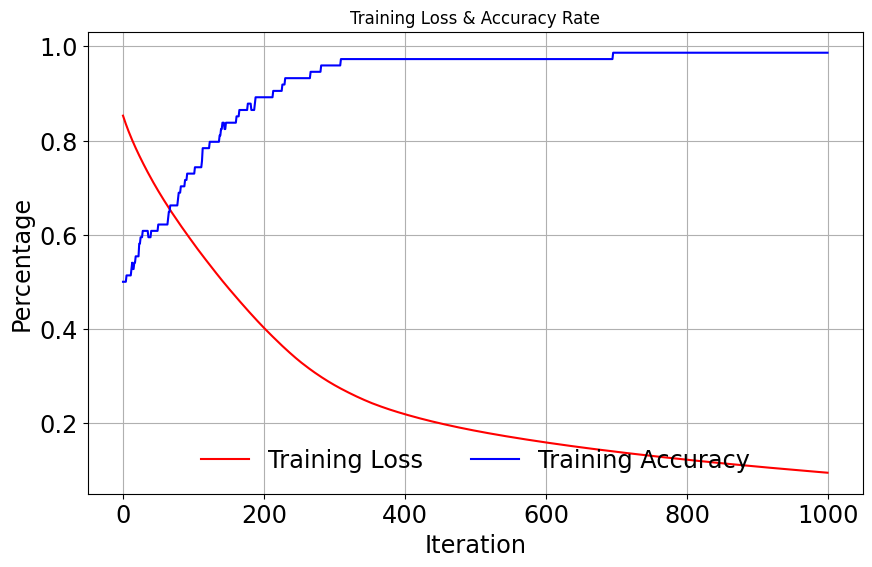 Training Loss & Accuracy Rate
1.0
0.8
0.6
0.4
0.2
Percentage
Training Loss
Training Accuracy
0 200 400 600 800 1000
Iteration